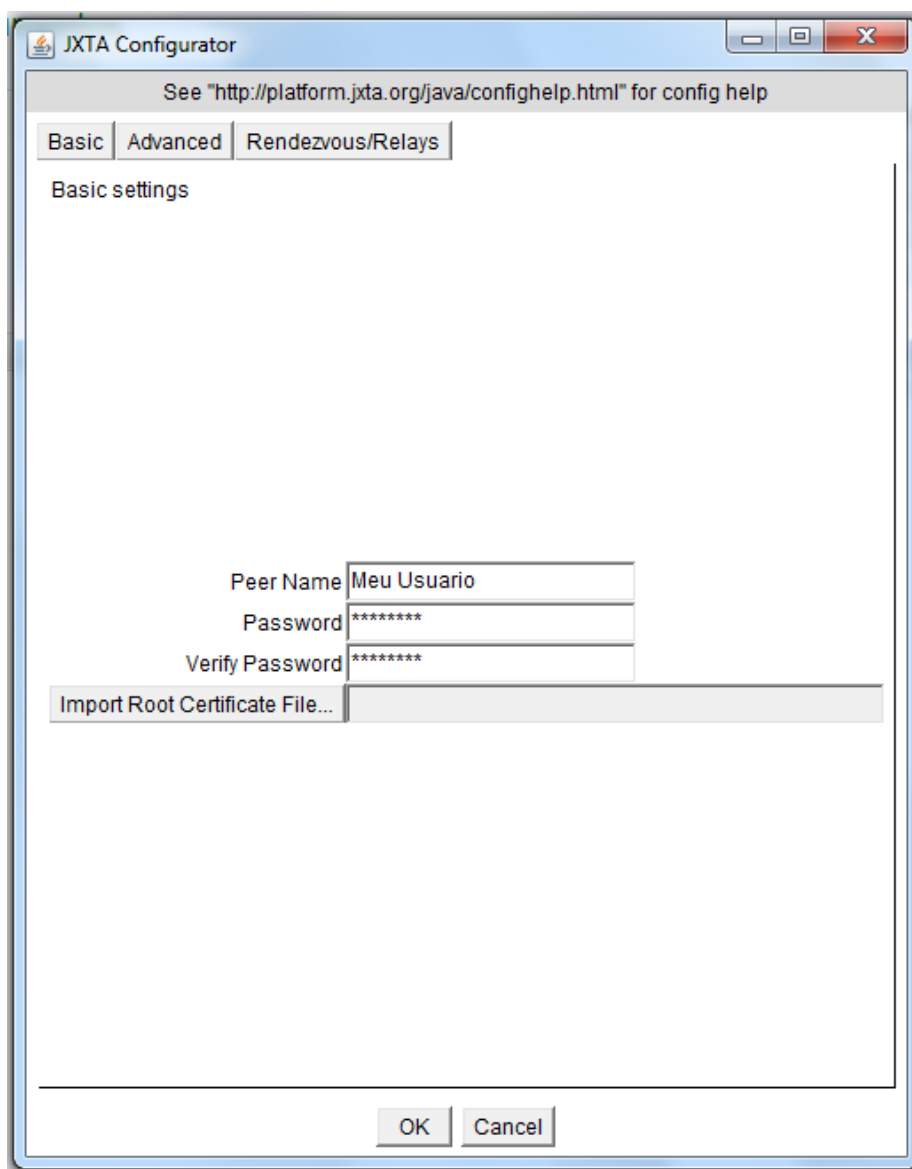 JXTA Configurator
See "http://platform.jxta.org/java/confighelp.html" for config help
Basic Advanced Rendezvous/Relays
Basic settings
Peer Name Meu Usuario
Password ********
Verify Password ********
Import Root Certificate File...
OK Cancel